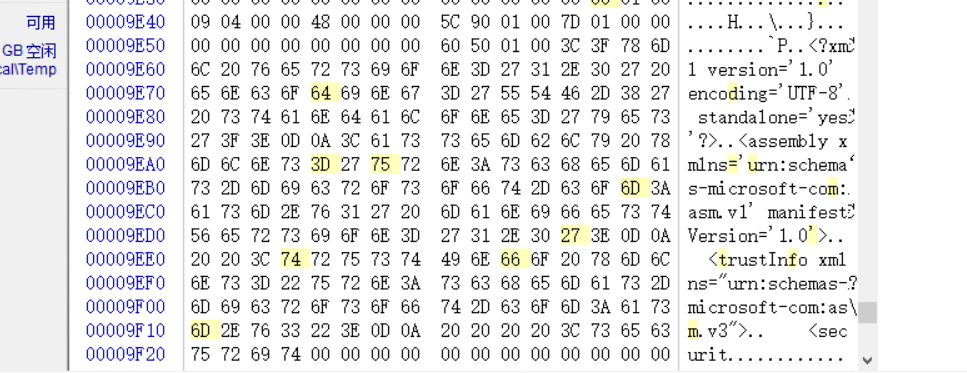 可用
GB 空闲
cal\Temp
00009E40 09 04 00 00 48 00 00 00 5C 90 01 00 7D 01 00 00 ....H...\...}...
00009E50 00 00 00 00 00 00 00 00 60 50 01 00 3C 3F 78 6D ........`P..<?xm
00009E60 6C 20 76 65 72 73 69 6F 6E 3D 27 31 2E 30 27 20 l version='1.0'
00009E70 65 6E 63 6F 64 69 6E 67 3D 27 55 54 46 2D 38 27 encoding='UTF-8'
00009E80 20 73 74 61 6E 64 61 6C 6F 6E 65 3D 27 79 65 73 standalone='yes
00009E90 27 3F 3E 0D 0A 3C 61 73 73 65 6D 62 6C 79 20 78 '?>..<assembly x
00009EA0 6D 6C 6E 73 3D 27 75 72 6E 3A 73 63 68 65 6D 61 mlns='urn:schema
00009EB0 73 2D 6D 69 63 72 6F 73 6F 66 74 2D 63 6F 6D 3A s-microsoft-com:
00009EC0 61 73 6D 2E 76 31 27 20 6D 61 6E 69 66 65 73 74 asm.v1' manifest
00009ED0 56 65 72 73 69 6F 6E 3D 27 31 2E 30 27 3E 0D 0A Version='1.0'>..
00009EE0 20 20 3C 74 72 75 73 74 49 6E 66 6F 20 78 6D 6C <trustInfo xml
00009EF0 6E 73 3D 22 75 72 6E 3A 73 63 68 65 6D 61 73 2D ns="urn:schemas-
00009F00 6D 69 63 72 6F 73 6F 66 74 2D 63 6F 6D 3A 61 73 microsoft-com:as
00009F10 6D 2E 76 33 22 3E 0D 0A 20 20 20 20 3C 73 65 63 m.v3">.. <sec
00009F20 75 72 69 74 00 00 00 00 00 00 00 00 00 00 00 00 urit............